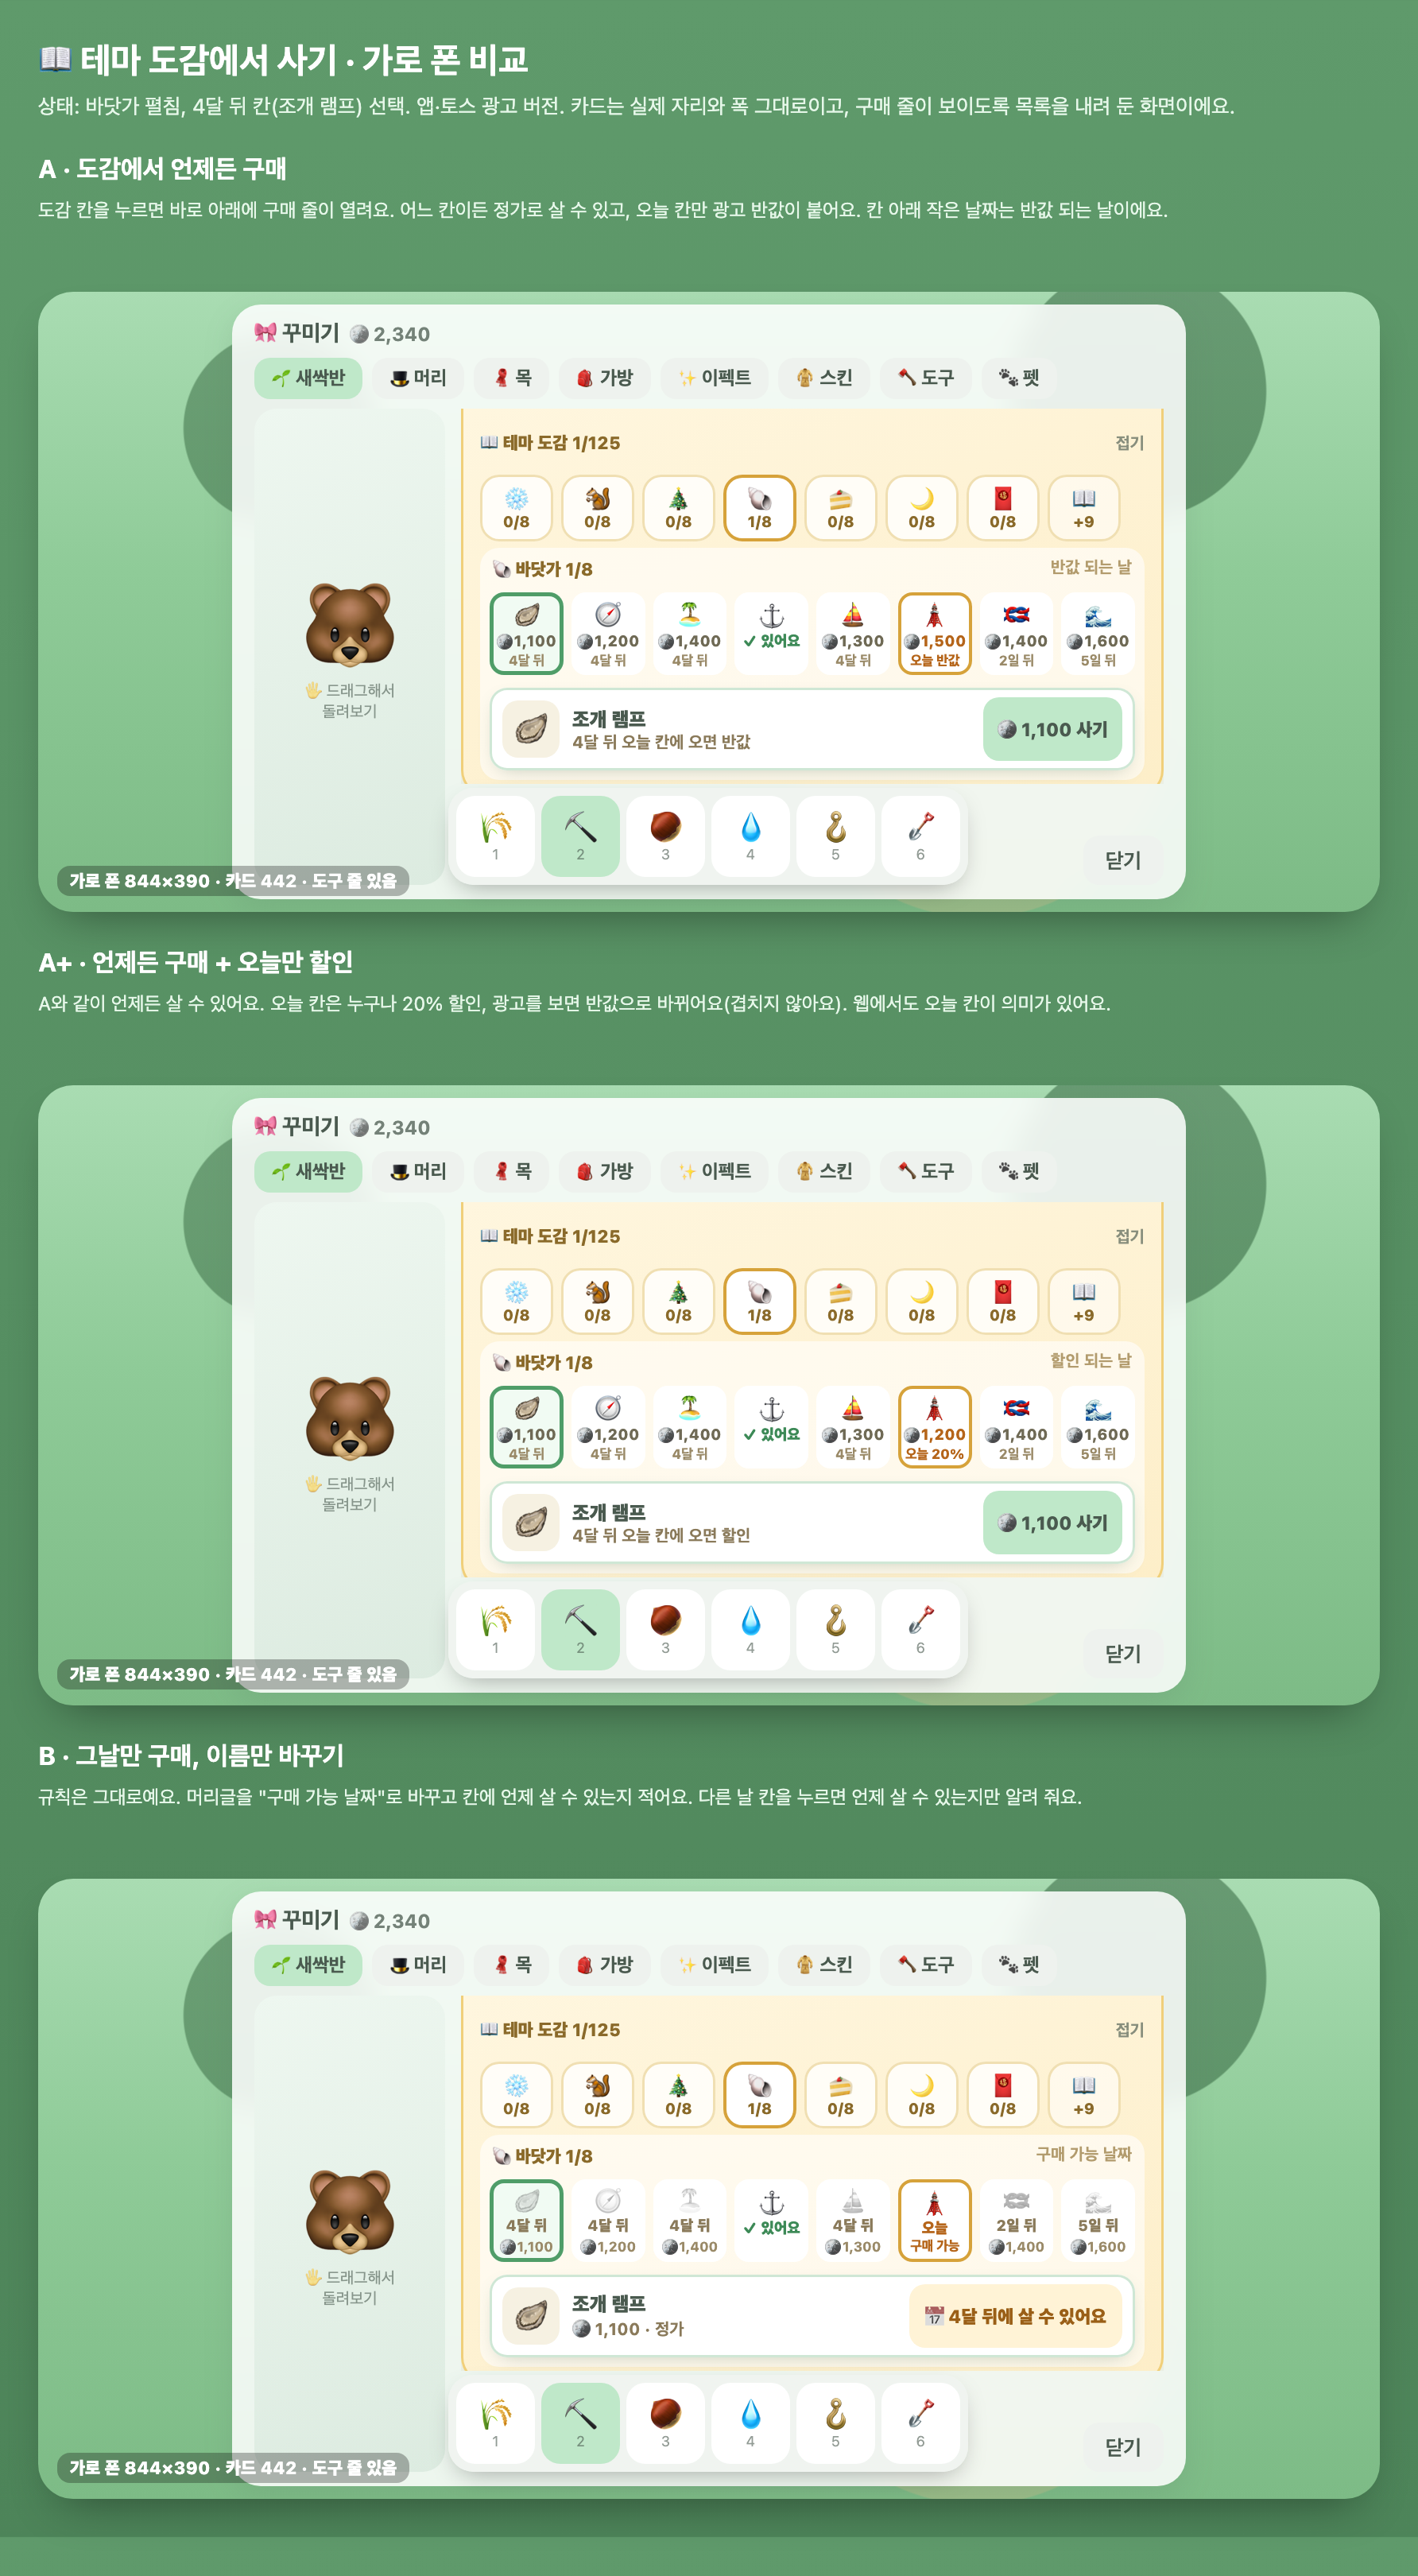 📖 테마 도감에서 사기 · 가로 폰 비교
상태: 바닷가 펼침, 4달 뒤 칸(조개 램프) 선택. 앱·토스 광고 버전. 카드는 실제 자리와 폭 그대로이고, 구매 줄이 보이도록 목록을 내려 둔 화면이에요.
A · 도감에서 언제든 구매
도감 칸을 누르면 바로 아래에 구매 줄이 열려요. 어느 칸이든 정가로 살 수 있고, 오늘 칸만 광고 반값이 붙어요. 칸 아래 작은 날짜는 반값 되는 날이에요.
🎀 꾸미기 2,340
🌱 새싹반 🎩 머리 🧣 목 🎒 가방 ✨ 이펙트 🥋 스킨 🪓 도구 🐾 펫
📖 테마 도감 1/125 접기
0/8 0/8 0/8 1/8 0/8 0/8 0/8 +9
🐚 바닷가 1/8 반값 되는 날
1,100 1,200 1,400 ✓ 있어요 1,300 1,500 1,400 1,600
4달 뒤 4달 뒤 4달 뒤 4달 뒤 오늘 반값 2일 뒤 5일 뒤
🖐 드래그해서
돌려보기
조개 램프
4달 뒤 오늘 칸에 오면 반값
1,100 사기
1 2 3 4 5 6
닫기
가로 폰 844×390 · 카드 442 · 도구 줄 있음
A+ · 언제든 구매 + 오늘만 할인
A와 같이 언제든 살 수 있어요. 오늘 칸은 누구나 20% 할인, 광고를 보면 반값으로 바뀌어요(겹치지 않아요). 웹에서도 오늘 칸이 의미가 있어요.
🎀 꾸미기 2,340
🌱 새싹반 🎩 머리 🧣 목 🎒 가방 ✨ 이펙트 🥋 스킨 🪓 도구 🐾 펫
📖 테마 도감 1/125 접기
0/8 0/8 0/8 1/8 0/8 0/8 0/8 +9
🐚 바닷가 1/8 할인 되는 날
1,100 1,200 1,400 ✓ 있어요 1,300 1,200 1,400 1,600
4달 뒤 4달 뒤 4달 뒤 4달 뒤 오늘 20% 2일 뒤 5일 뒤
🖐 드래그해서
돌려보기
조개 램프
4달 뒤 오늘 칸에 오면 할인
1,100 사기
1 2 3 4 5 6
닫기
가로 폰 844×390 · 카드 442 · 도구 줄 있음
B · 그날만 구매, 이름만 바꾸기
규칙은 그대로예요. 머리글을 "구매 가능 날짜"로 바꾸고 칸에 언제 살 수 있는지 적어요. 다른 날 칸을 누르면 언제 살 수 있는지만 알려 줘요.
🎀 꾸미기 2,340
🌱 새싹반 🎩 머리 🧣 목 🎒 가방 ✨ 이펙트 🥋 스킨 🪓 도구 🐾 펫
📖 테마 도감 1/125 접기
0/8 0/8 0/8 1/8 0/8 0/8 0/8 +9
🐚 바닷가 1/8 구매 가능 날짜
4달 뒤 4달 뒤 4달 뒤 ✓ 있어요 4달 뒤 오늘 2일 뒤 5일 뒤
1,100 1,200 1,400 1,300 구매 가능 1,400 1,600
🖐 드래그해서
돌려보기
조개 램프
1,100 · 정가
📅 4달 뒤에 살 수 있어요
1 2 3 4 5 6
닫기
가로 폰 844×390 · 카드 442 · 도구 줄 있음